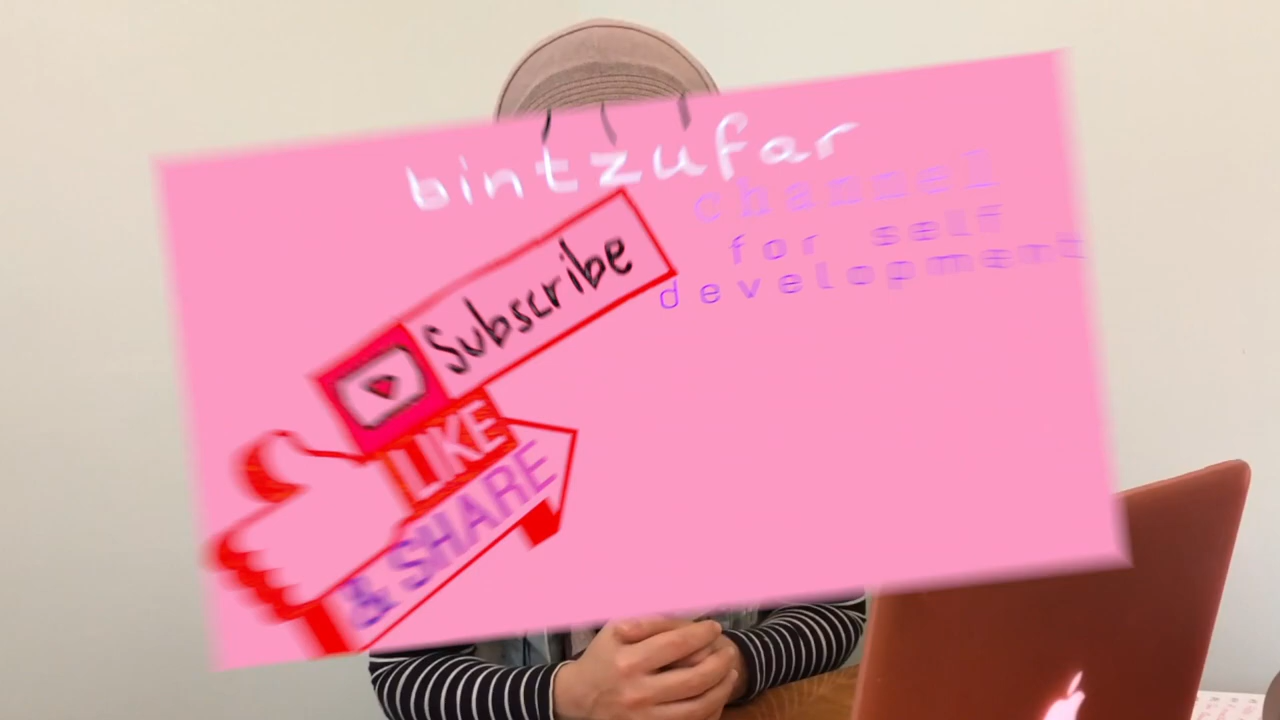 bintzufar
channel
for self
development
Subscribe
LIKE
& SHARE